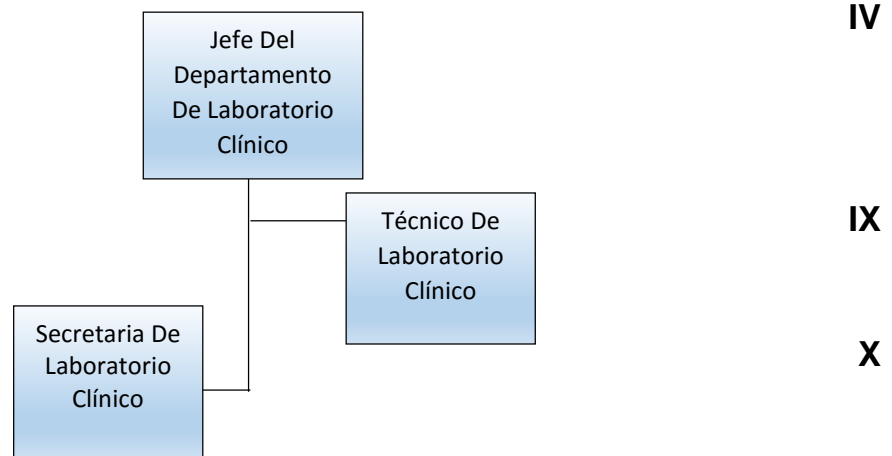 Jefe Del
Departamento
De Laboratorio
Clínico
IV
Técnico De
Laboratorio
Clínico
IX
Secretaria De
Laboratorio
Clínico
X